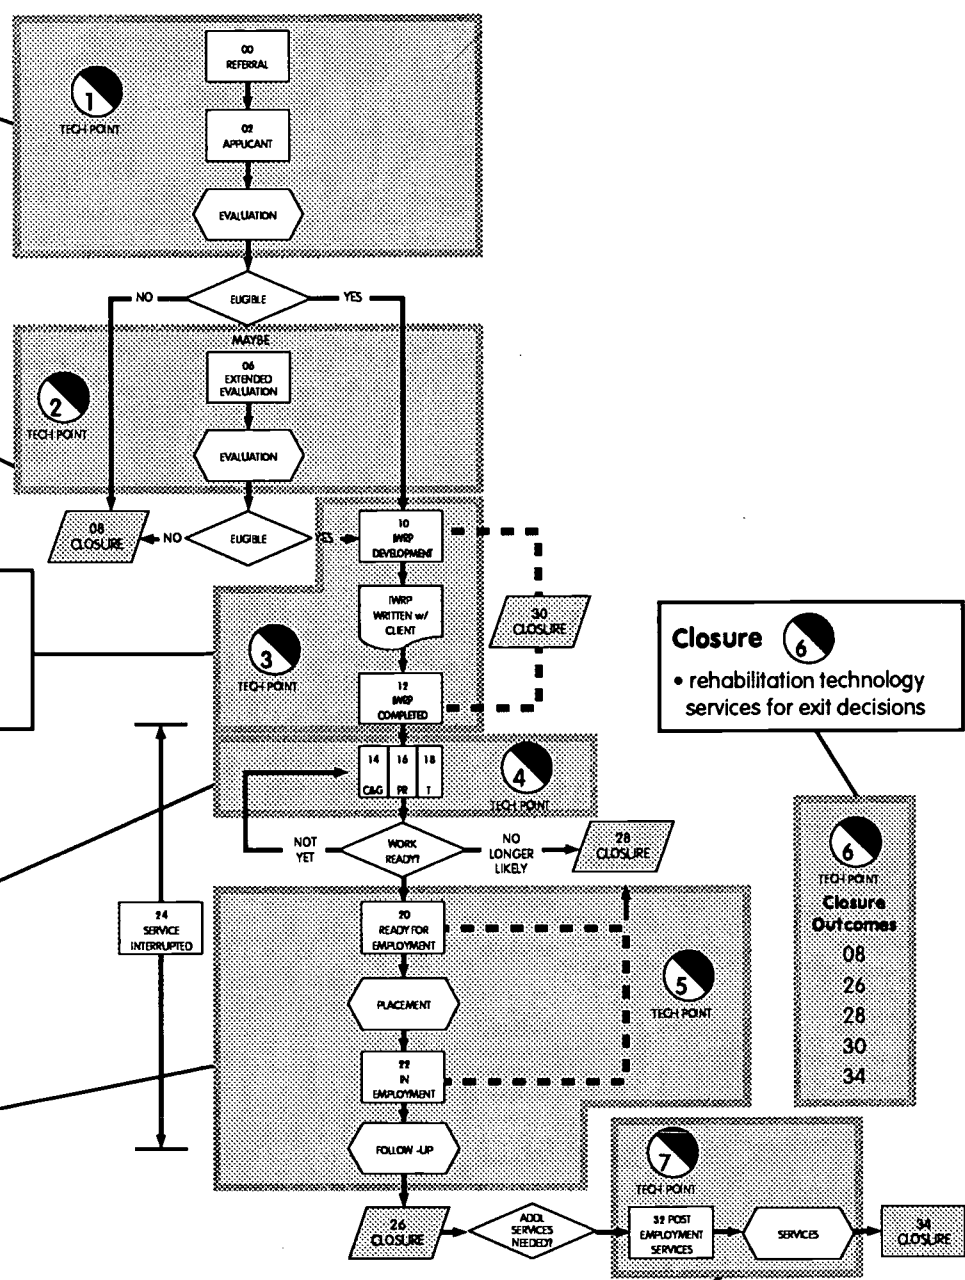 00
REFERRAL
1
TECH POINT
02
APPLICANT
EVALUATION
NO
ELIGIBLE
YES
MAYBE
06
EXTENDED
EVALUATION
2
TECH POINT
EVALUATION
08
CLOSURE
NO
ELIGIBLE
YES
10
IWRP
DEVELOPMENT
IWRP
WRITTEN w/
CLIENT
30
CLOSURE
3
TECH POINT
12
IWRP
COMPLETED
Closure 6
• rehabilitation technology
services for exit decisions
14 16 18
C&G PR T
4
TECH POINT
NOT
YET
WORK
READY?
NO
LONGER
LIKELY
28
CLOSURE
6
TECH POINT
Closure
Outcomes
08
26
28
30
34
24
SERVICE
INTERRUPTED
20
READY FOR
EMPLOYMENT
PLACEMENT
5
TECH POINT
22
IN
EMPLOYMENT
FOLLOW-UP
7
TECH POINT
26
CLOSURE
ADDL
SERVICES
NEEDED?
32 POST
EMPLOYMENT
SERVICES
SERVICES
34
CLOSURE